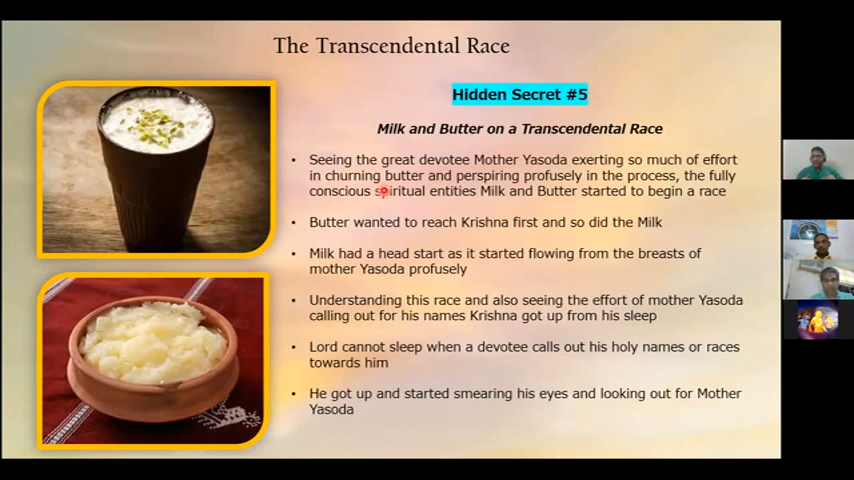 The Transcendental Race
Hidden Secret #5
Milk and Butter on a Transcendental Race
• Seeing the great devotee Mother Yasoda exerting so much of effort
in churning butter and perspiring profusely in the process, the fully
conscious spiritual entities Milk and Butter started to begin a race
• Butter wanted to reach Krishna first and so did the Milk
• Milk had a head start as it started flowing from the breasts of
mother Yasoda profusely
• Understanding this race and also seeing the effort of mother Yasoda
calling out for his names Krishna got up from his sleep
• Lord cannot sleep when a devotee calls out his holy names or races
towards him
• He got up and started smearing his eyes and looking out for Mother
Yasoda